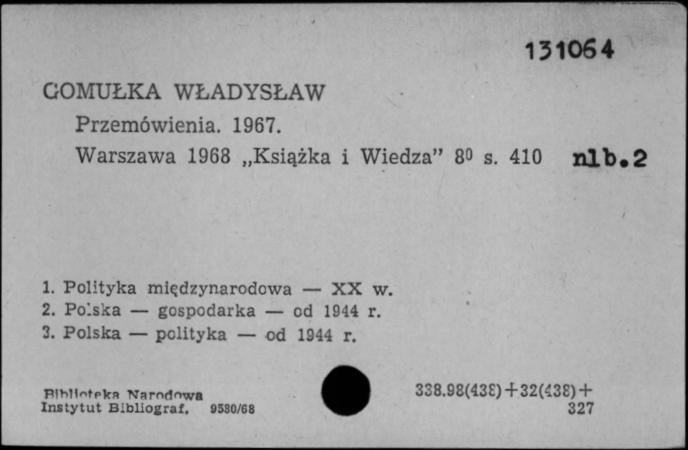 131064
GOMUŁKA WŁADYSŁAW
Przemówienia. 1967.
Warszawa 1968 „Książka i Wiedza” 8⁰ s. 410 nlb.2
1. Polityka międzynarodowa — XX w.
2. Polska — gospodarka — od 1944 r.
3. Polska — polityka — od 1944 r.
Biblioteka Narodowa
Instytut Bibliograf. 9580/68
338.98(438)+32(438)+
327